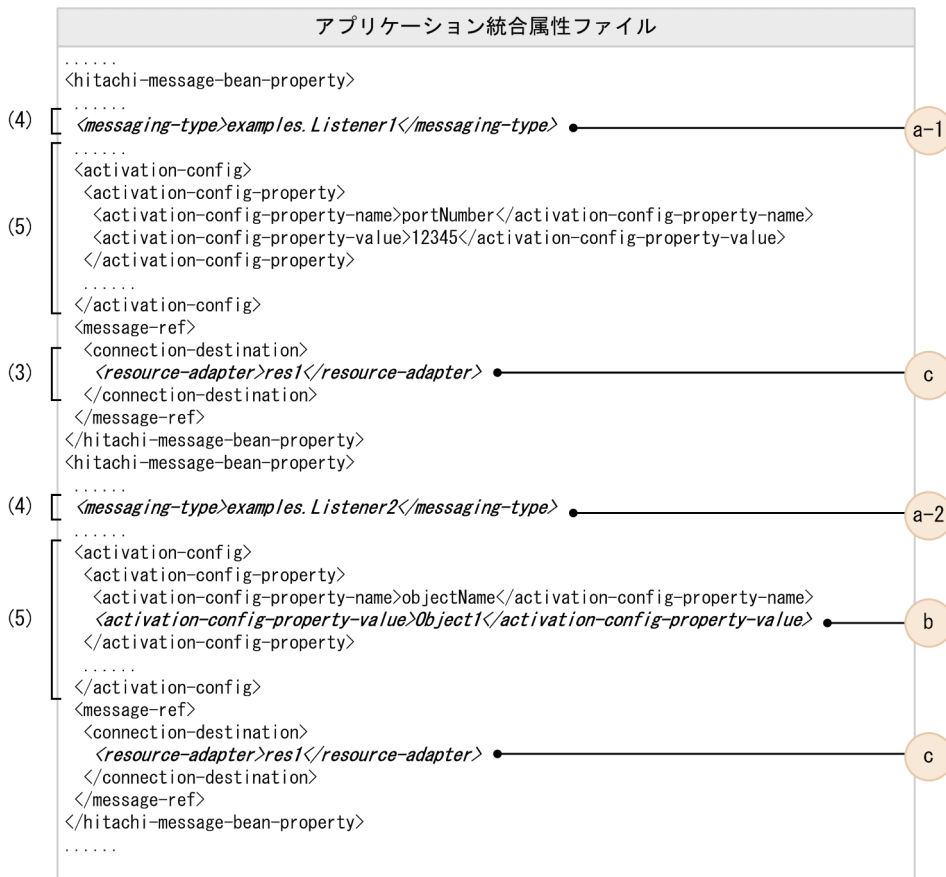 アプリケーション統合属性ファイル
......
<hitachi-message-bean-property>
......
(4) <messaging-type>examples.Listener1</messaging-type> a-1
......
<activation-config>
<activation-config-property>
<activation-config-property-name>portNumber</activation-config-property-name>
(5) <activation-config-property-value>12345</activation-config-property-value>
</activation-config-property>
......
</activation-config>
<message-ref>
<connection-destination>
(3) <resource-adapter>res1</resource-adapter> c
</connection-destination>
</message-ref>
</hitachi-message-bean-property>
<hitachi-message-bean-property>
......
(4) <messaging-type>examples.Listener2</messaging-type> a-2
......
<activation-config>
<activation-config-property>
<activation-config-property-name>objectName</activation-config-property-name>
(5) <activation-config-property-value>Object1</activation-config-property-value> b
</activation-config-property>
......
</activation-config>
<message-ref>
<connection-destination>
<resource-adapter>res1</resource-adapter> c
</connection-destination>
</message-ref>
</hitachi-message-bean-property>
......